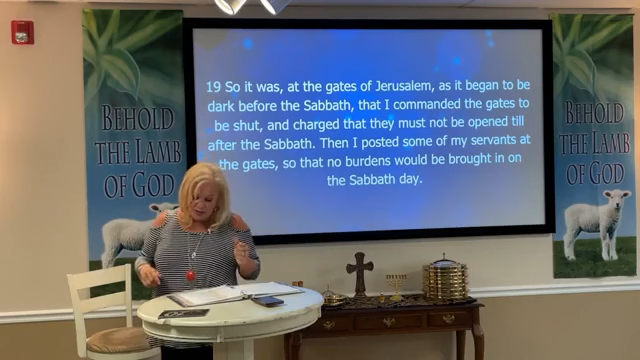 19 So it was, at the gates of Jerusalem, as it began to be
dark before the Sabbath, that I commanded the gates to
be shut, and charged that they must not be opened till
after the Sabbath. Then I posted some of my servants at
the gates, so that no burdens would be brought in on
the Sabbath day.
BEHOLD
THE LAMB
OF GOD
BEHOLD
THE LAMB
OF GOD